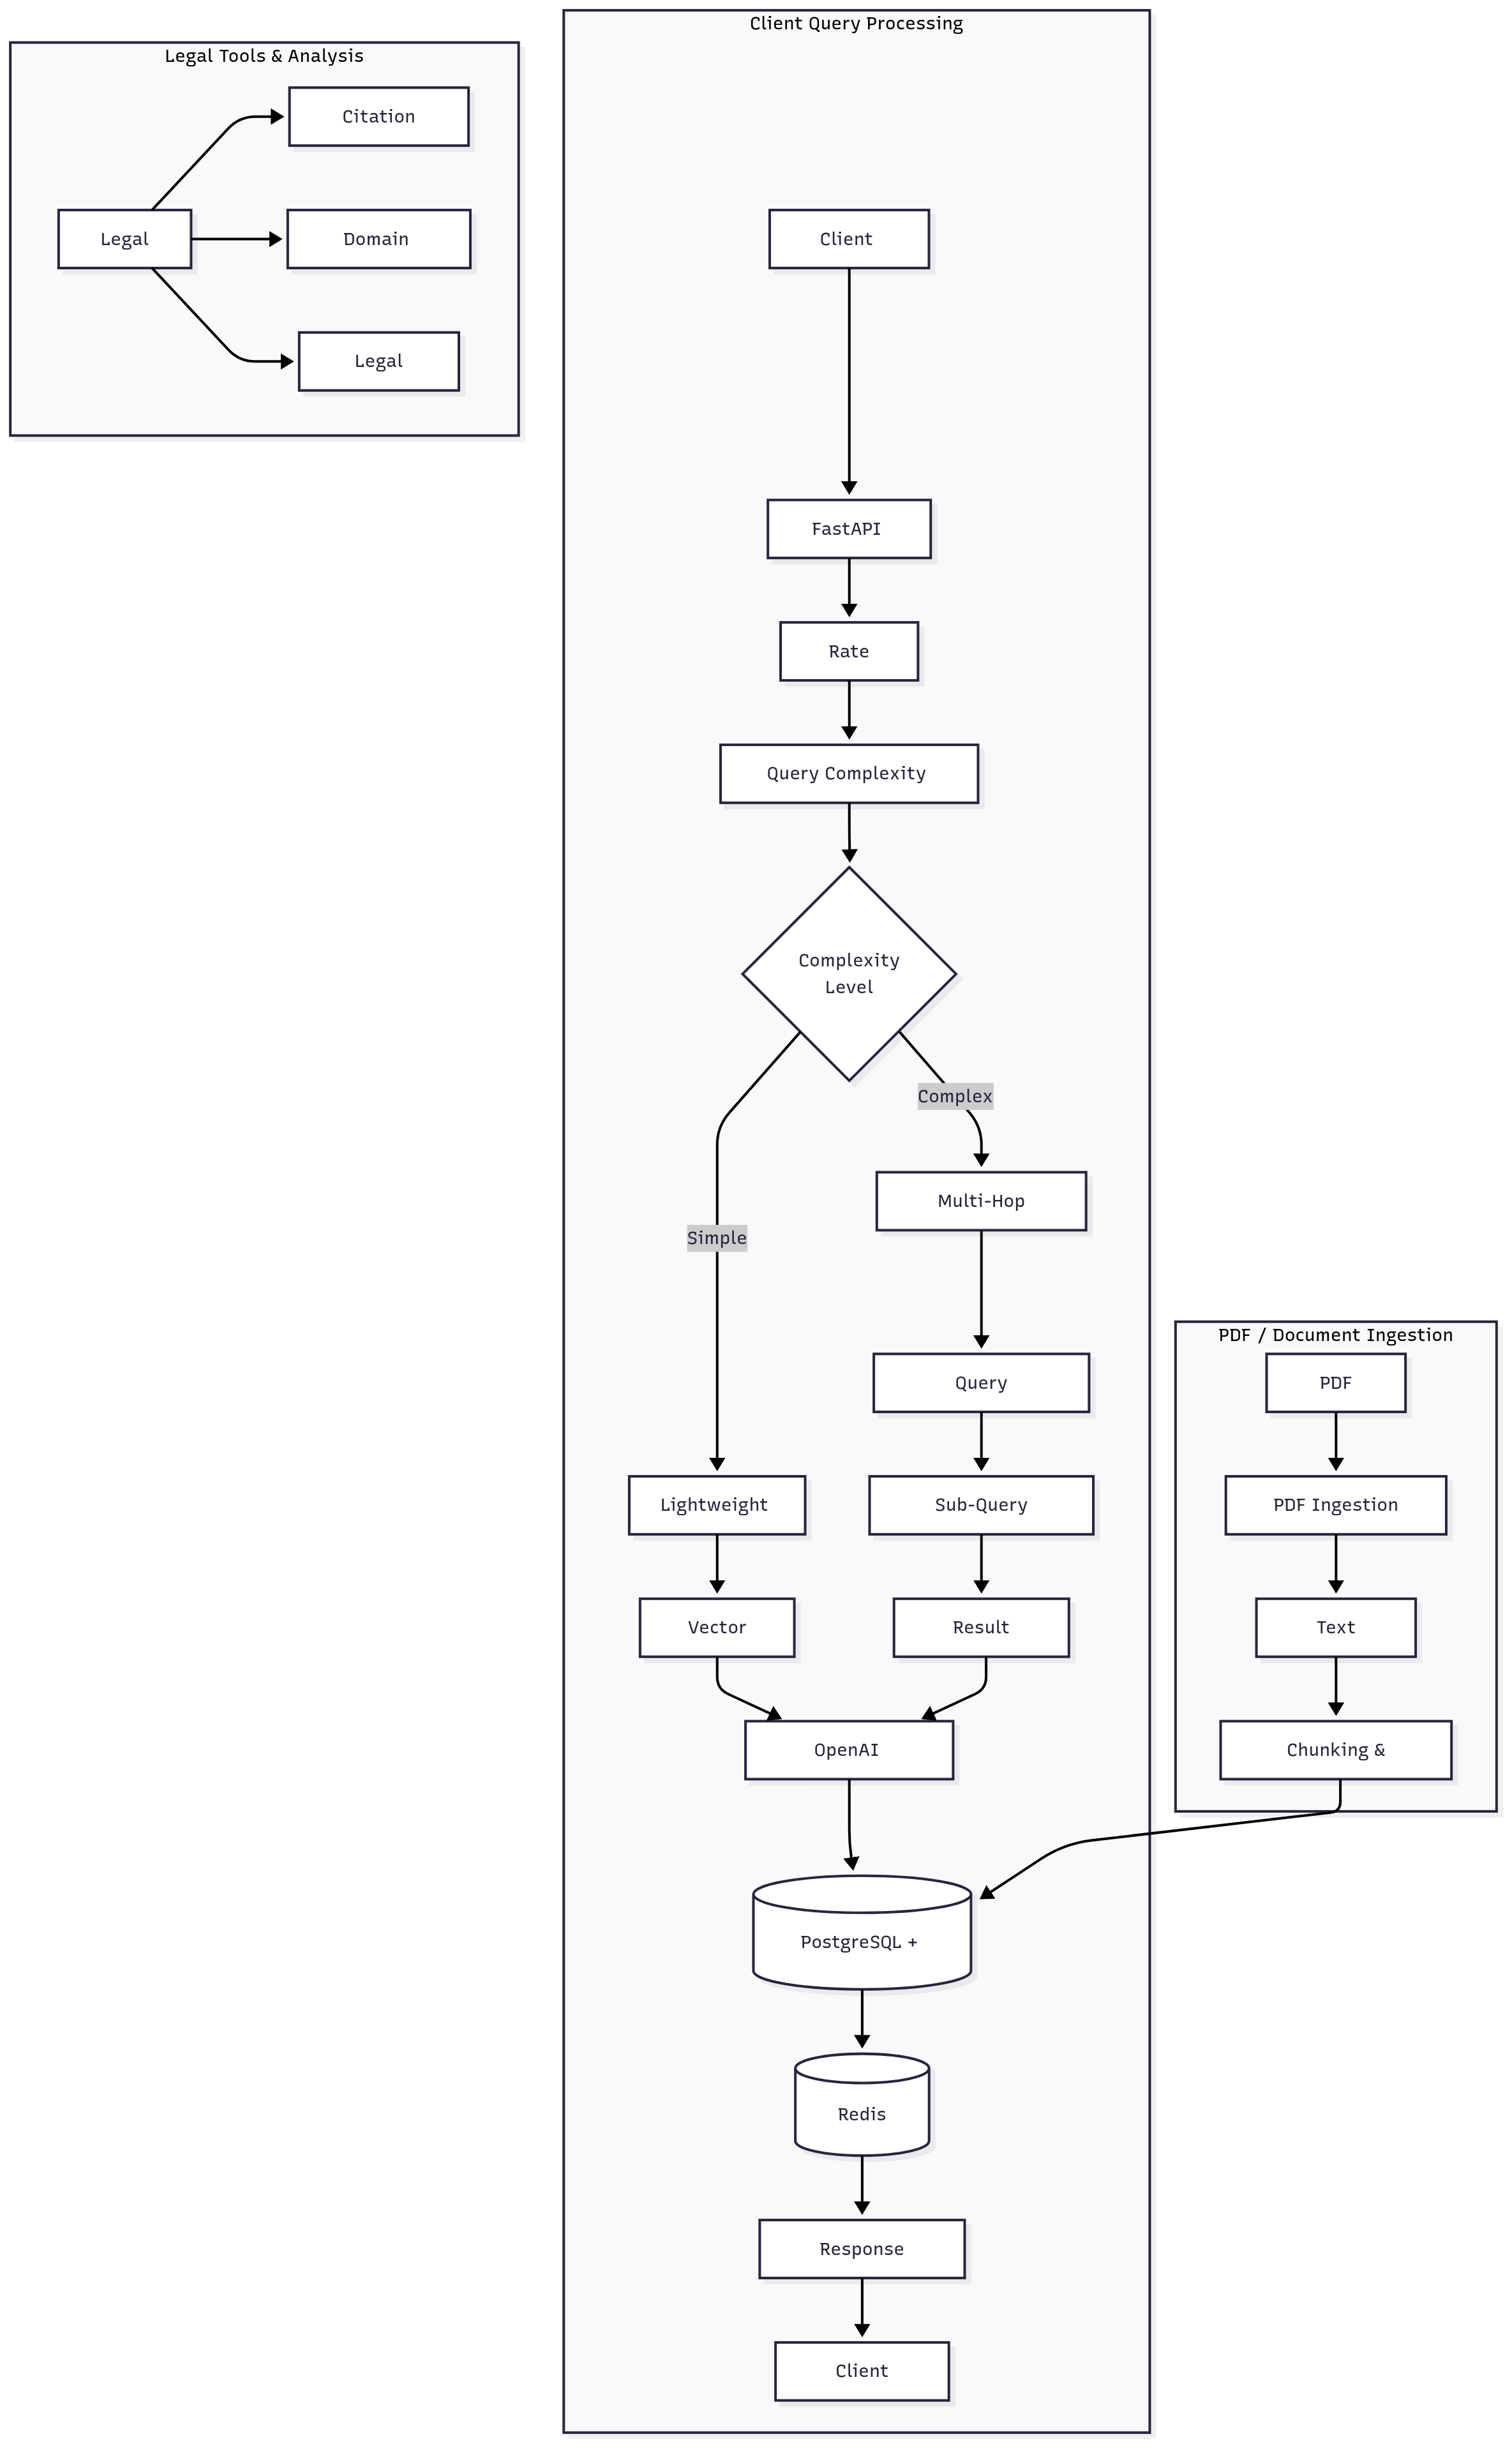 Legal Tools & Analysis
Citation
Legal
Domain
Legal
Client Query Processing
Client
FastAPI
Rate
Query Complexity
Complexity
Level
Complex
Simple
Multi-Hop
Query
Lightweight
Sub-Query
Vector
Result
OpenAI
PDF / Document Ingestion
PDF
PDF Ingestion
Text
Chunking &
PostgreSQL +
Redis
Response
Client